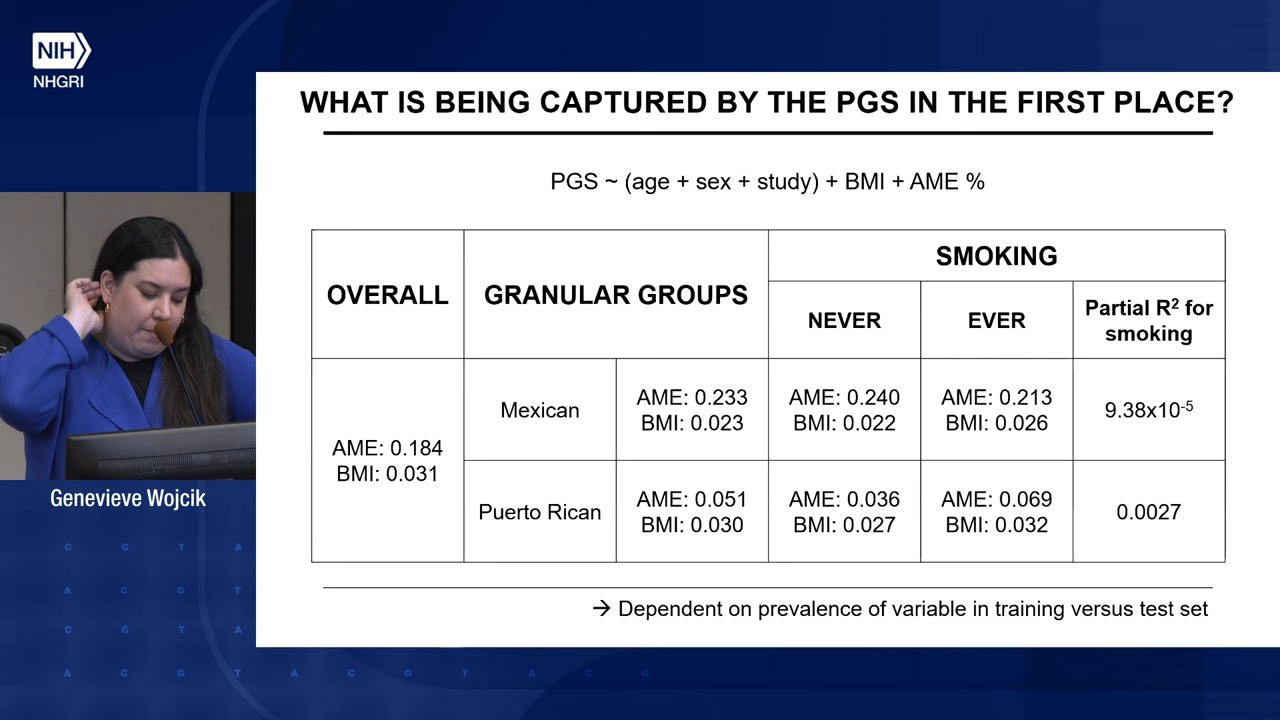 NIH
NHGRI
WHAT IS BEING CAPTURED BY THE PGS IN THE FIRST PLACE?
PGS ~ (age + sex + study) + BMI + AME %
OVERALL
GRANULAR GROUPS
SMOKING
NEVER
EVER
Partial R² for
smoking
AME: 0.184
BMI: 0.031
Mexican
AME: 0.233
BMI: 0.023
AME: 0.240
BMI: 0.022
AME: 0.213
BMI: 0.026
9.38x10⁻⁵
Puerto Rican
AME: 0.051
BMI: 0.030
AME: 0.036
BMI: 0.027
AME: 0.069
BMI: 0.032
0.0027
→ Dependent on prevalence of variable in training versus test set
Genevieve Wojcik
C G T A
A C G T
C G T A
A C G T A C G T A C G